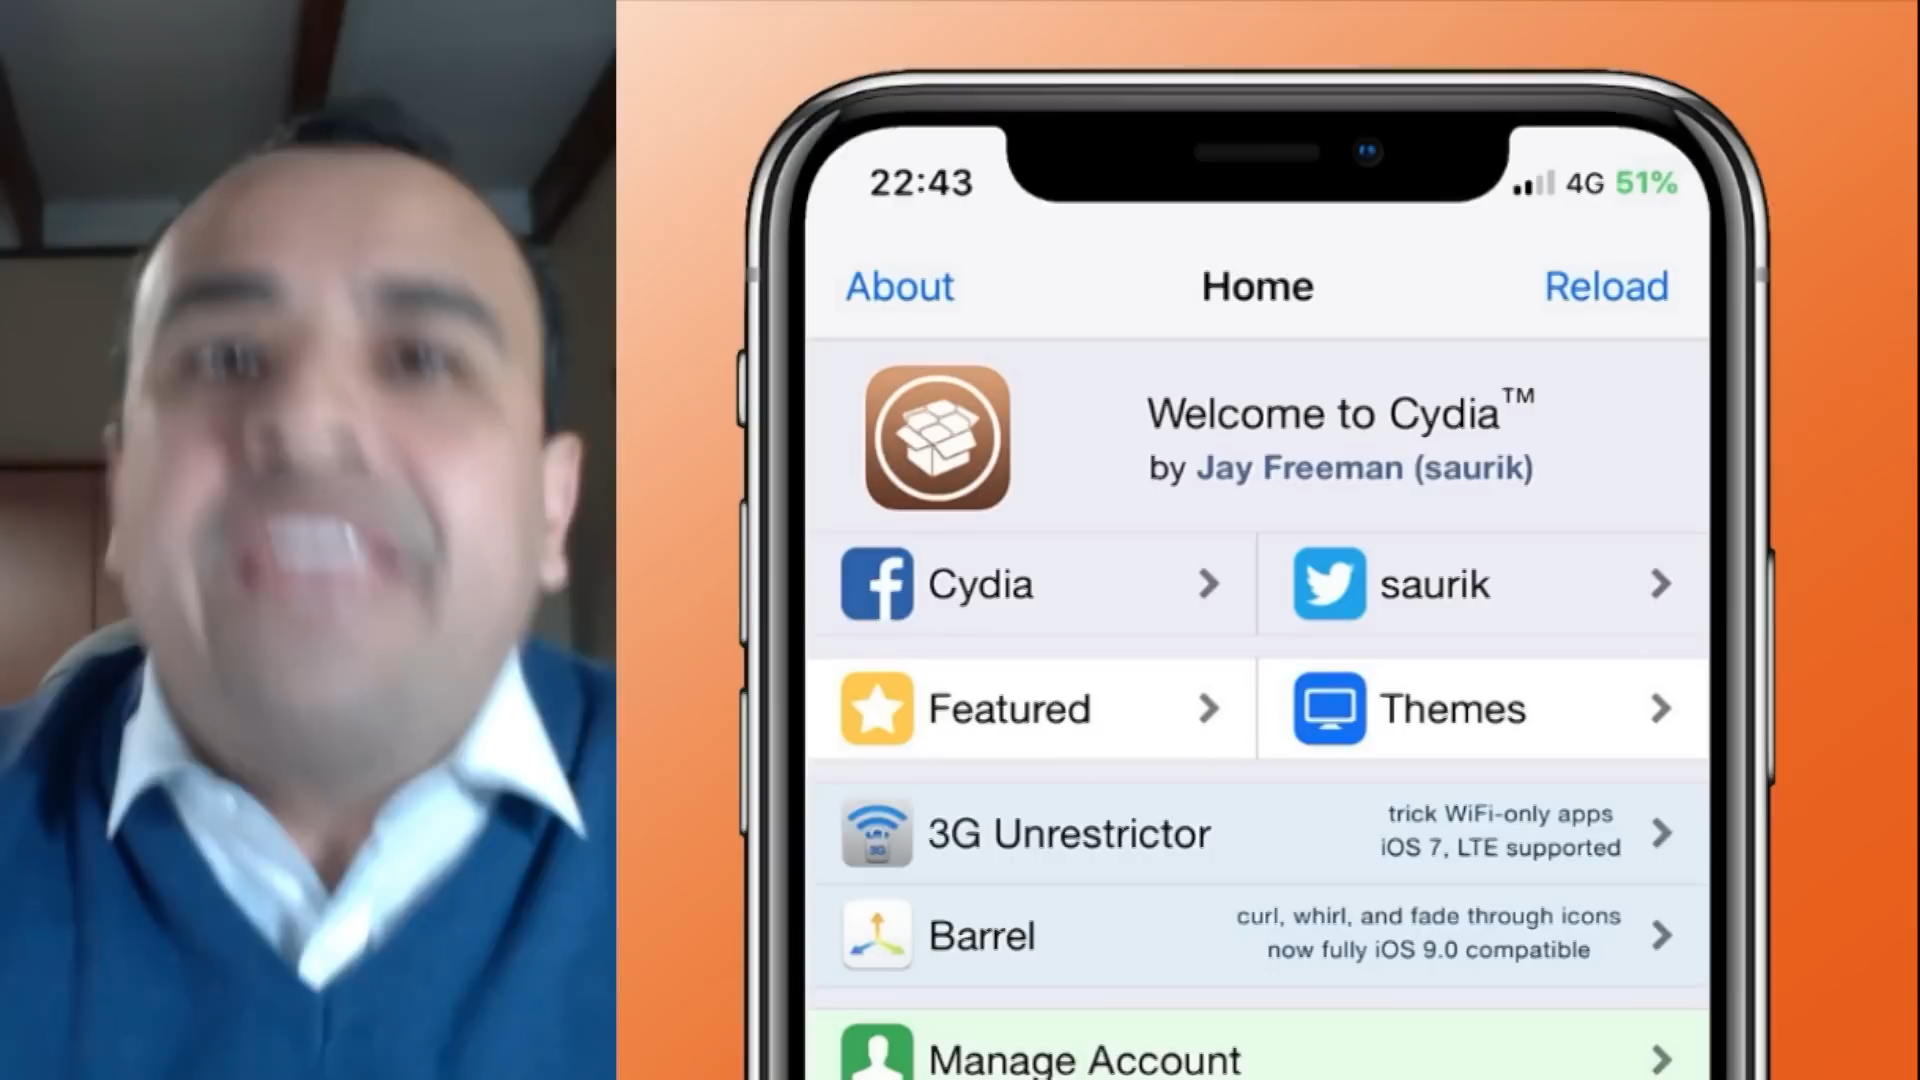 22:43
4G 51%
About
Home
Reload
Welcome to Cydia™
by Jay Freeman (saurik)
Cydia
saurik
Featured
Themes
3G Unrestrictor
trick WiFi-only apps
iOS 7, LTE supported
3G
Barrel
curl, whirl, and fade through icons
now fully iOS 9.0 compatible
Manage Account